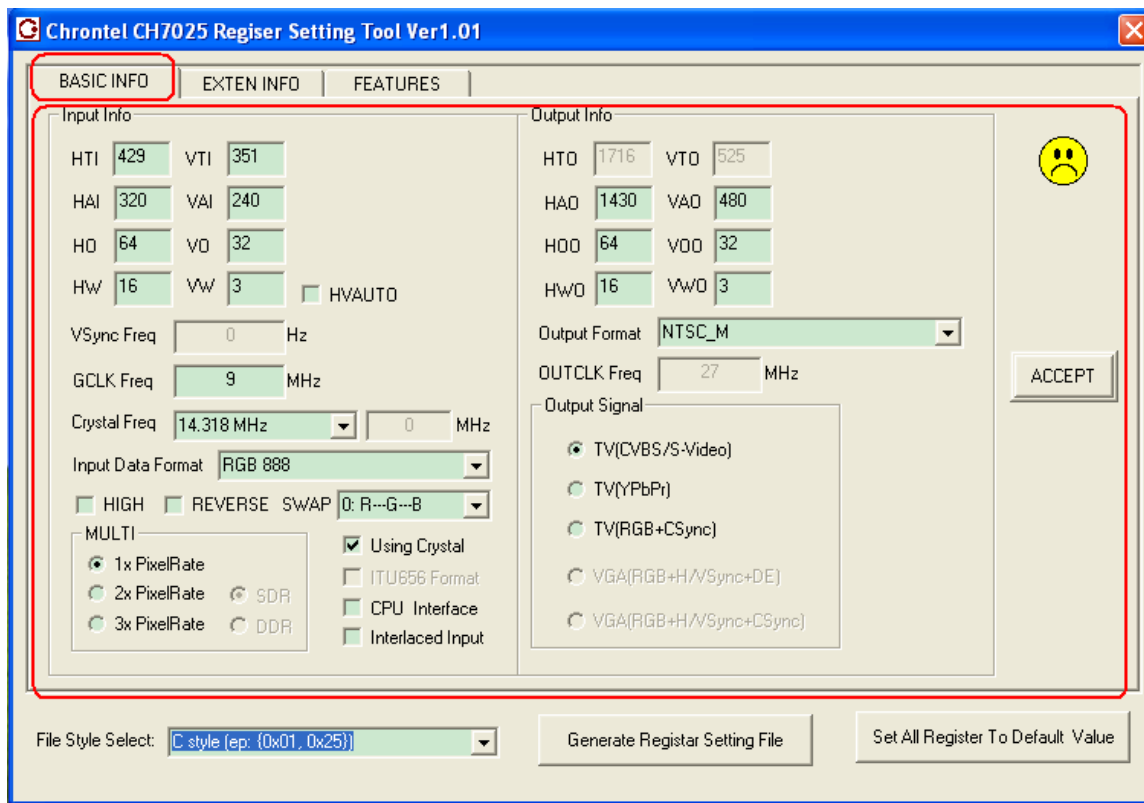 Chrontel CH7025 Regiser Setting Tool Ver1.01
BASIC INFO EXTEN INFO FEATURES
Input Info
HTI 429 VTI 351
HAI 320 VAI 240
HO 64 VO 32
HW 16 VW 3 HVAUTO
VSync Freq 0 Hz
GCLK Freq 9 MHz
Crystal Freq 14.318 MHz 0 MHz
Input Data Format RGB 888
HIGH REVERSE SWAP 0: R---G---B
MULTI
1x PixelRate
2x PixelRate SDR
3x PixelRate DDR
Using Crystal
ITU656 Format
CPU Interface
Interlaced Input
Output Info
HTO 1716 VTO 525
HAO 1430 VAO 480
HOO 64 VOO 32
HWO 16 VWO 3
Output Format NTSC_M
OUTCLK Freq 27 MHz
Output Signal
TV(CVBS/S-Video)
TV(YPbPr)
TV(RGB+CSync)
VGA(RGB+H/VSync+DE)
VGA(RGB+H/VSync+CSync)
ACCEPT
File Style Select: C style (ep: {0x01, 0x25})
Generate Registar Setting File
Set All Register To Default Value